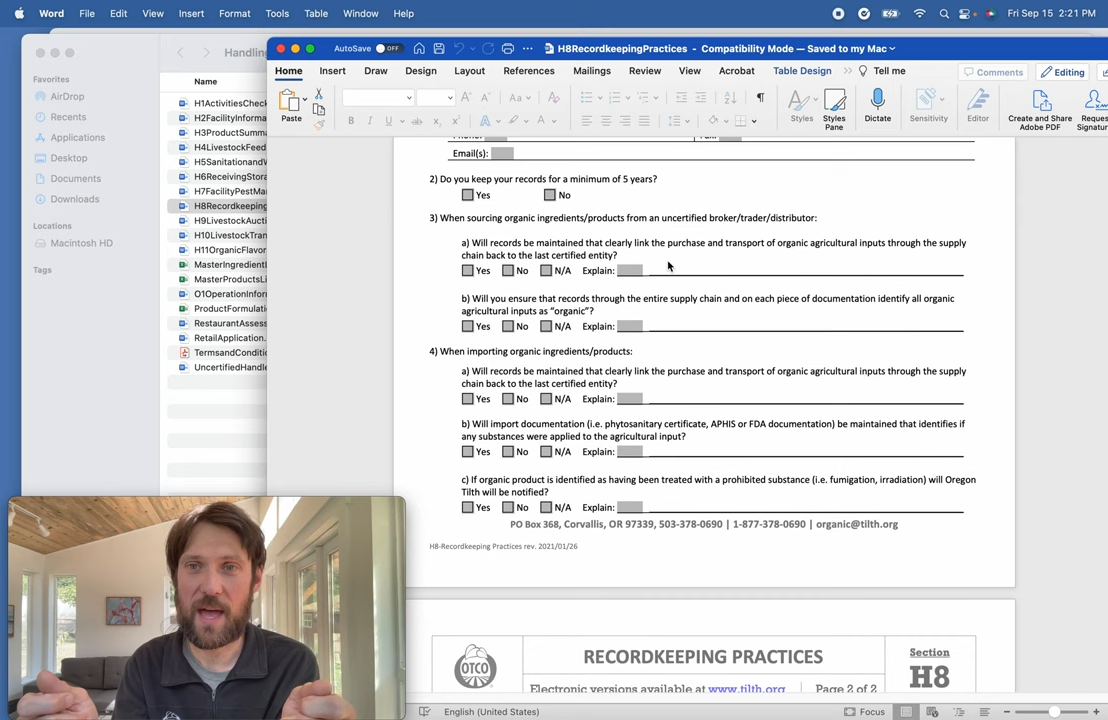 Word File Edit View Insert Format Tools Table Window Help Fri Sep 15 2:21 PM
Handling
AutoSave OFF H8RecordkeepingPractices - Compatibility Mode — Saved to my Mac
Home Insert Draw Design Layout References Mailings Review View Acrobat Table Design Tell me Comments Editing
Paste Styles Styles Pane Dictate Sensitivity Editor Create and Share Adobe PDF Request Signatur
Favorites
AirDrop
Recents
Applications
Desktop
Documents
Downloads
Locations
Macintosh HD
Tags
Name
H1ActivitiesCheck
H2FacilityInforma
H3ProductSumma
H4LivestockFeed
H5SanitationandW
H6ReceivingStora
H7FacilityPestMa
H8Recordkeeping
H9LivestockAucti
H10LivestockTran
H11OrganicFlavor
MasterIngredientl
MasterProductsLi
O1OperationInforn
ProductFormulati
RestaurantAssess
RetailApplication.
TermsandConditic
UncertifiedHandle
Email(s):
2) Do you keep your records for a minimum of 5 years?
Yes No
3) When sourcing organic ingredients/products from an uncertified broker/trader/distributor:
a) Will records be maintained that clearly link the purchase and transport of organic agricultural inputs through the supply
chain back to the last certified entity?
Yes No N/A Explain:
b) Will you ensure that records through the entire supply chain and on each piece of documentation identify all organic
agricultural inputs as "organic"?
Yes No N/A Explain:
4) When importing organic ingredients/products:
a) Will records be maintained that clearly link the purchase and transport of organic agricultural inputs through the supply
chain back to the last certified entity?
Yes No N/A Explain:
b) Will import documentation (i.e. phytosanitary certificate, APHIS or FDA documentation) be maintained that identifies if
any substances were applied to the agricultural input?
Yes No N/A Explain:
c) If organic product is identified as having been treated with a prohibited substance (i.e. fumigation, irradiation) will Oregon
Tilth will be notified?
Yes No N/A Explain:
PO Box 368, Corvallis, OR 97339, 503-378-0690 | 1-877-378-0690 | organic@tilth.org
H8-Recordkeeping Practices rev. 2021/01/26
OTCO
RECORDKEEPING PRACTICES
Section
H8
Electronic versions available at www.tilth.org | Page 2 of 2
English (United States) Focus